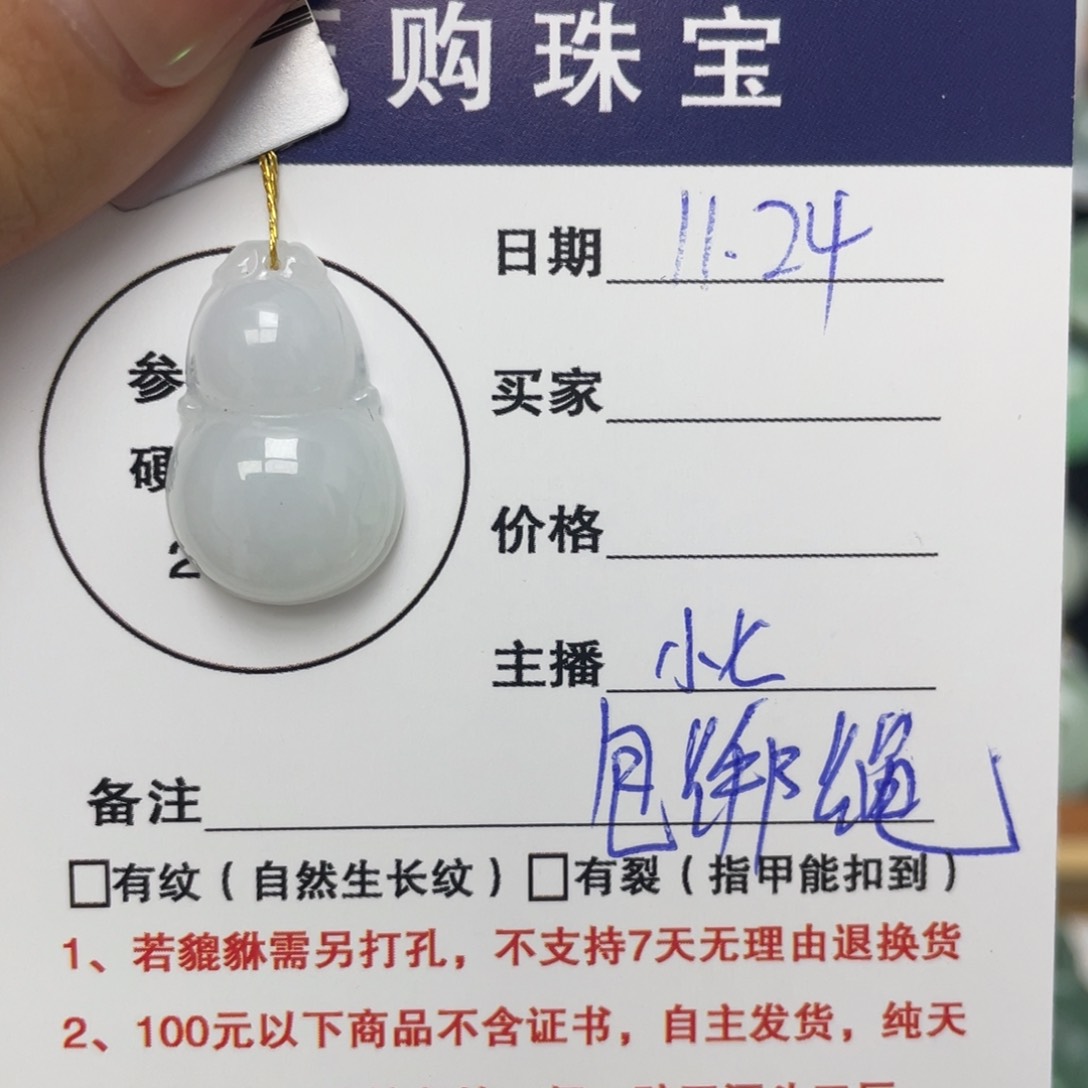 购珠宝
日期 11.24
买家
参
硬
2
价格
主播 小七
包绑绳
备注
□有纹（自然生长纹）□有裂（指甲能扣到）
1、若貔貅需另打孔，不支持7天无理由退换货
2、100元以下商品不含证书，自主发货，纯天